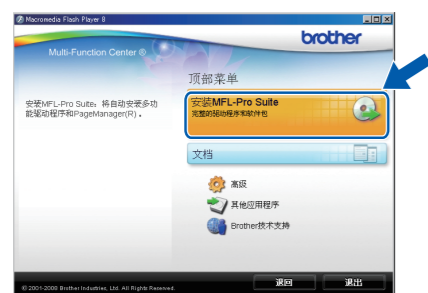 Macromedia Flash Player 8
brother
Multi-Function Center ®
顶部菜单
安装MFL-Pro Suite：将自动安装多功
能驱动程序和PageManager(R) 。
安装MFL-Pro Suite
完整的驱动程序和软件包
文档
高级
其他应用程序
Brother技术支持
© 2001-2008 Brother Industries, Ltd. All Rights Reserved.
退回
退出